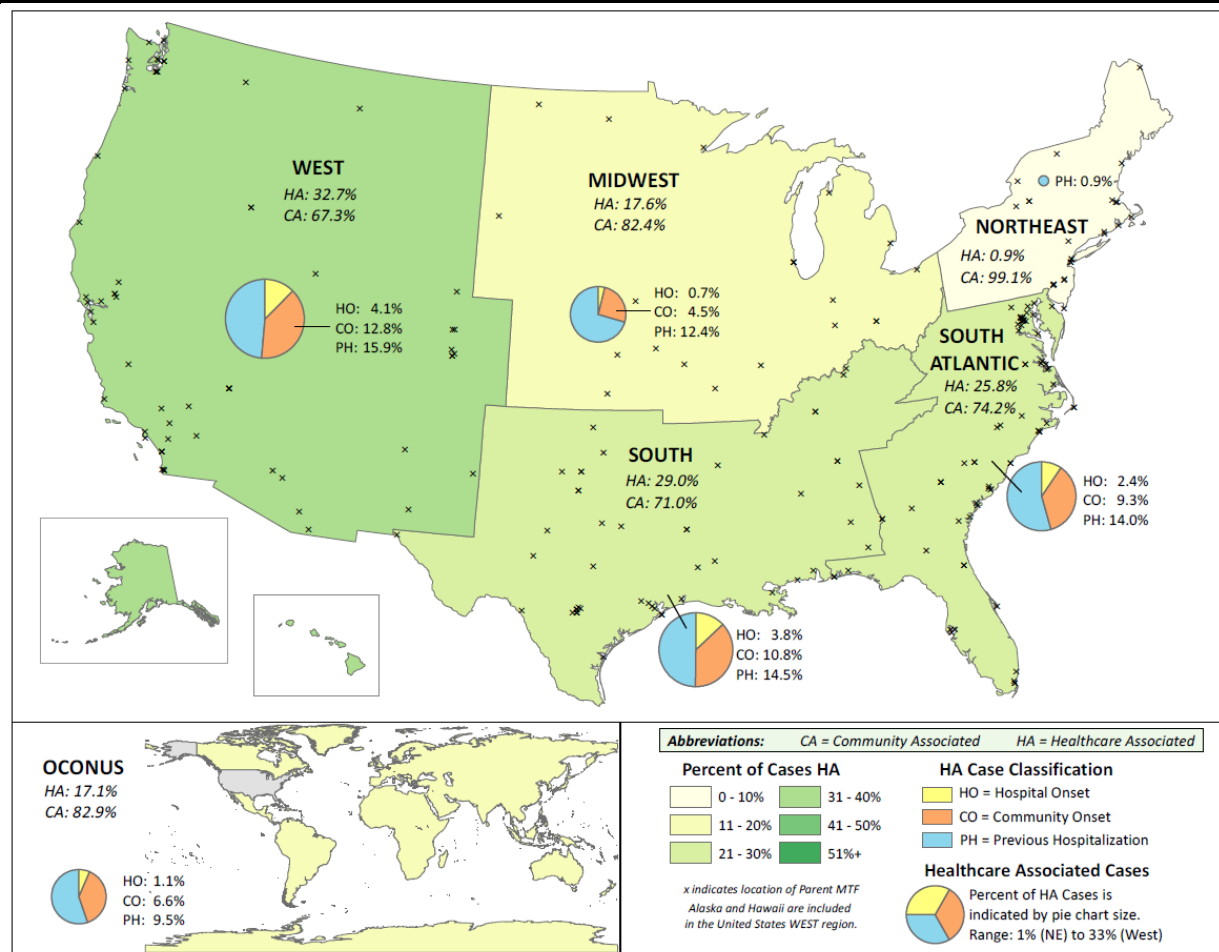 WEST
HA: 32.7%
CA: 67.3%
HO: 4.1%
CO: 12.8%
PH: 15.9%
MIDWEST
HA: 17.6%
CA: 82.4%
HO: 0.7%
CO: 4.5%
PH: 12.4%
PH: 0.9%
NORTHEAST
HA: 0.9%
CA: 99.1%
SOUTH
ATLANTIC
HA: 25.8%
CA: 74.2%
HO: 2.4%
CO: 9.3%
PH: 14.0%
SOUTH
HA: 29.0%
CA: 71.0%
HO: 3.8%
CO: 10.8%
PH: 14.5%
OCONUS
HA: 17.1%
CA: 82.9%
HO: 1.1%
CO: 6.6%
PH: 9.5%
Abbreviations: CA = Community Associated HA = Healthcare Associated
Percent of Cases HA
0 - 10%
11 - 20%
21 - 30%
31 - 40%
41 - 50%
51%+
x indicates location of Parent MTF
Alaska and Hawaii are included
in the United States WEST region.
HA Case Classification
HO = Hospital Onset
CO = Community Onset
PH = Previous Hospitalization
Healthcare Associated Cases
Percent of HA Cases is
indicated by pie chart size.
Range: 1% (NE) to 33% (West)